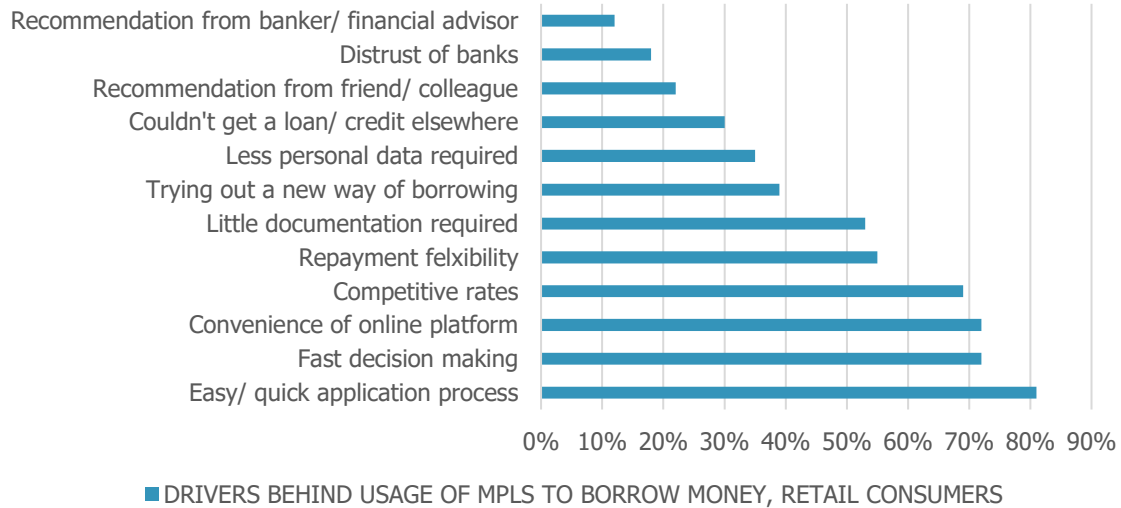 Recommendation from banker/ financial advisor
Distrust of banks
Recommendation from friend/ colleague
Couldn't get a loan/ credit elsewhere
Less personal data required
Trying out a new way of borrowing
Little documentation required
Repayment felxibility
Competitive rates
Convenience of online platform
Fast decision making
Easy/ quick application process
0% 10% 20% 30% 40% 50% 60% 70% 80% 90%
DRIVERS BEHIND USAGE OF MPLS TO BORROW MONEY, RETAIL CONSUMERS